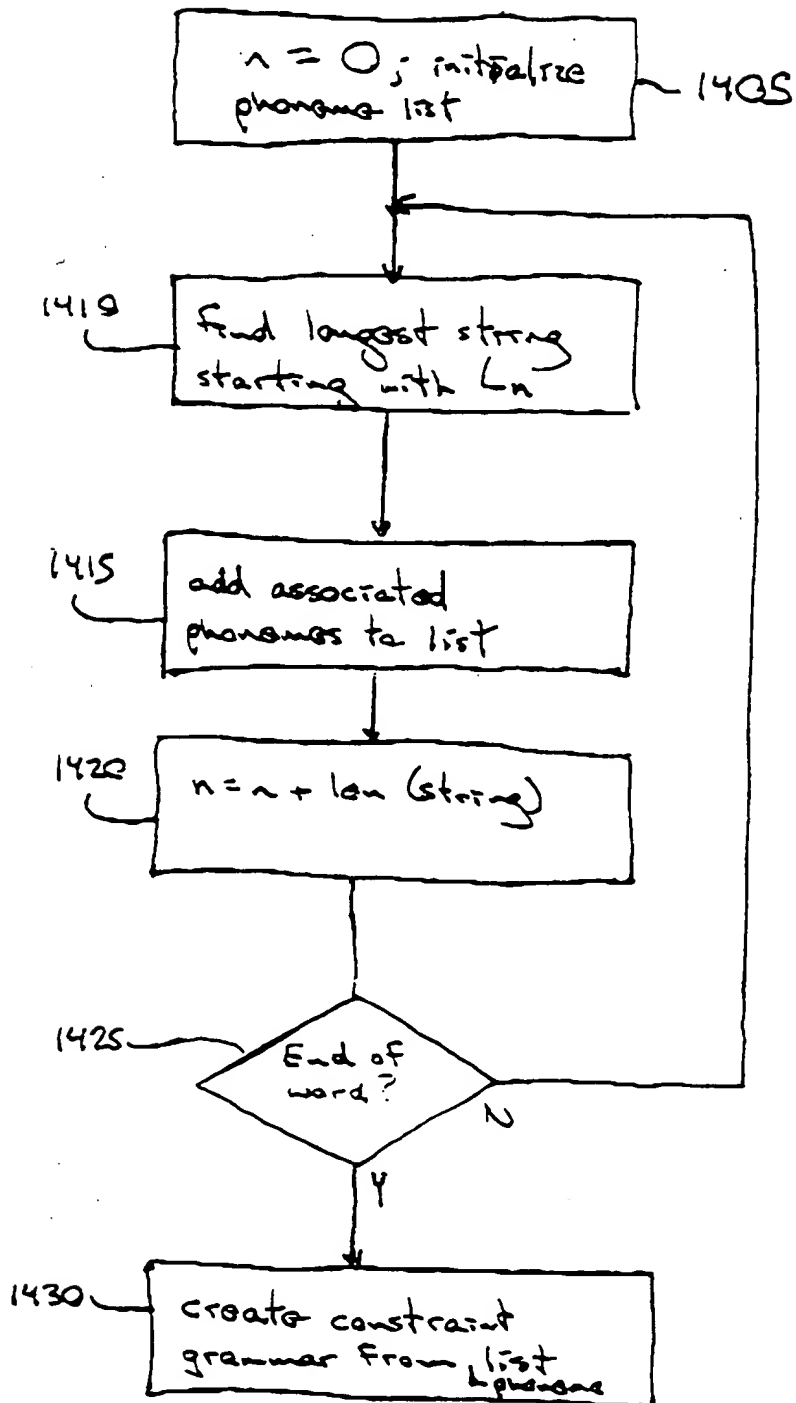 n = 0; initialize
phoneme list
1405
1410
find longest string
starting with Ln
1415
add associated
phonemes to list
1420
n = n + len (string)
1425
End of
word?
N
Y
1430
create constraint
grammar from list
phoneme